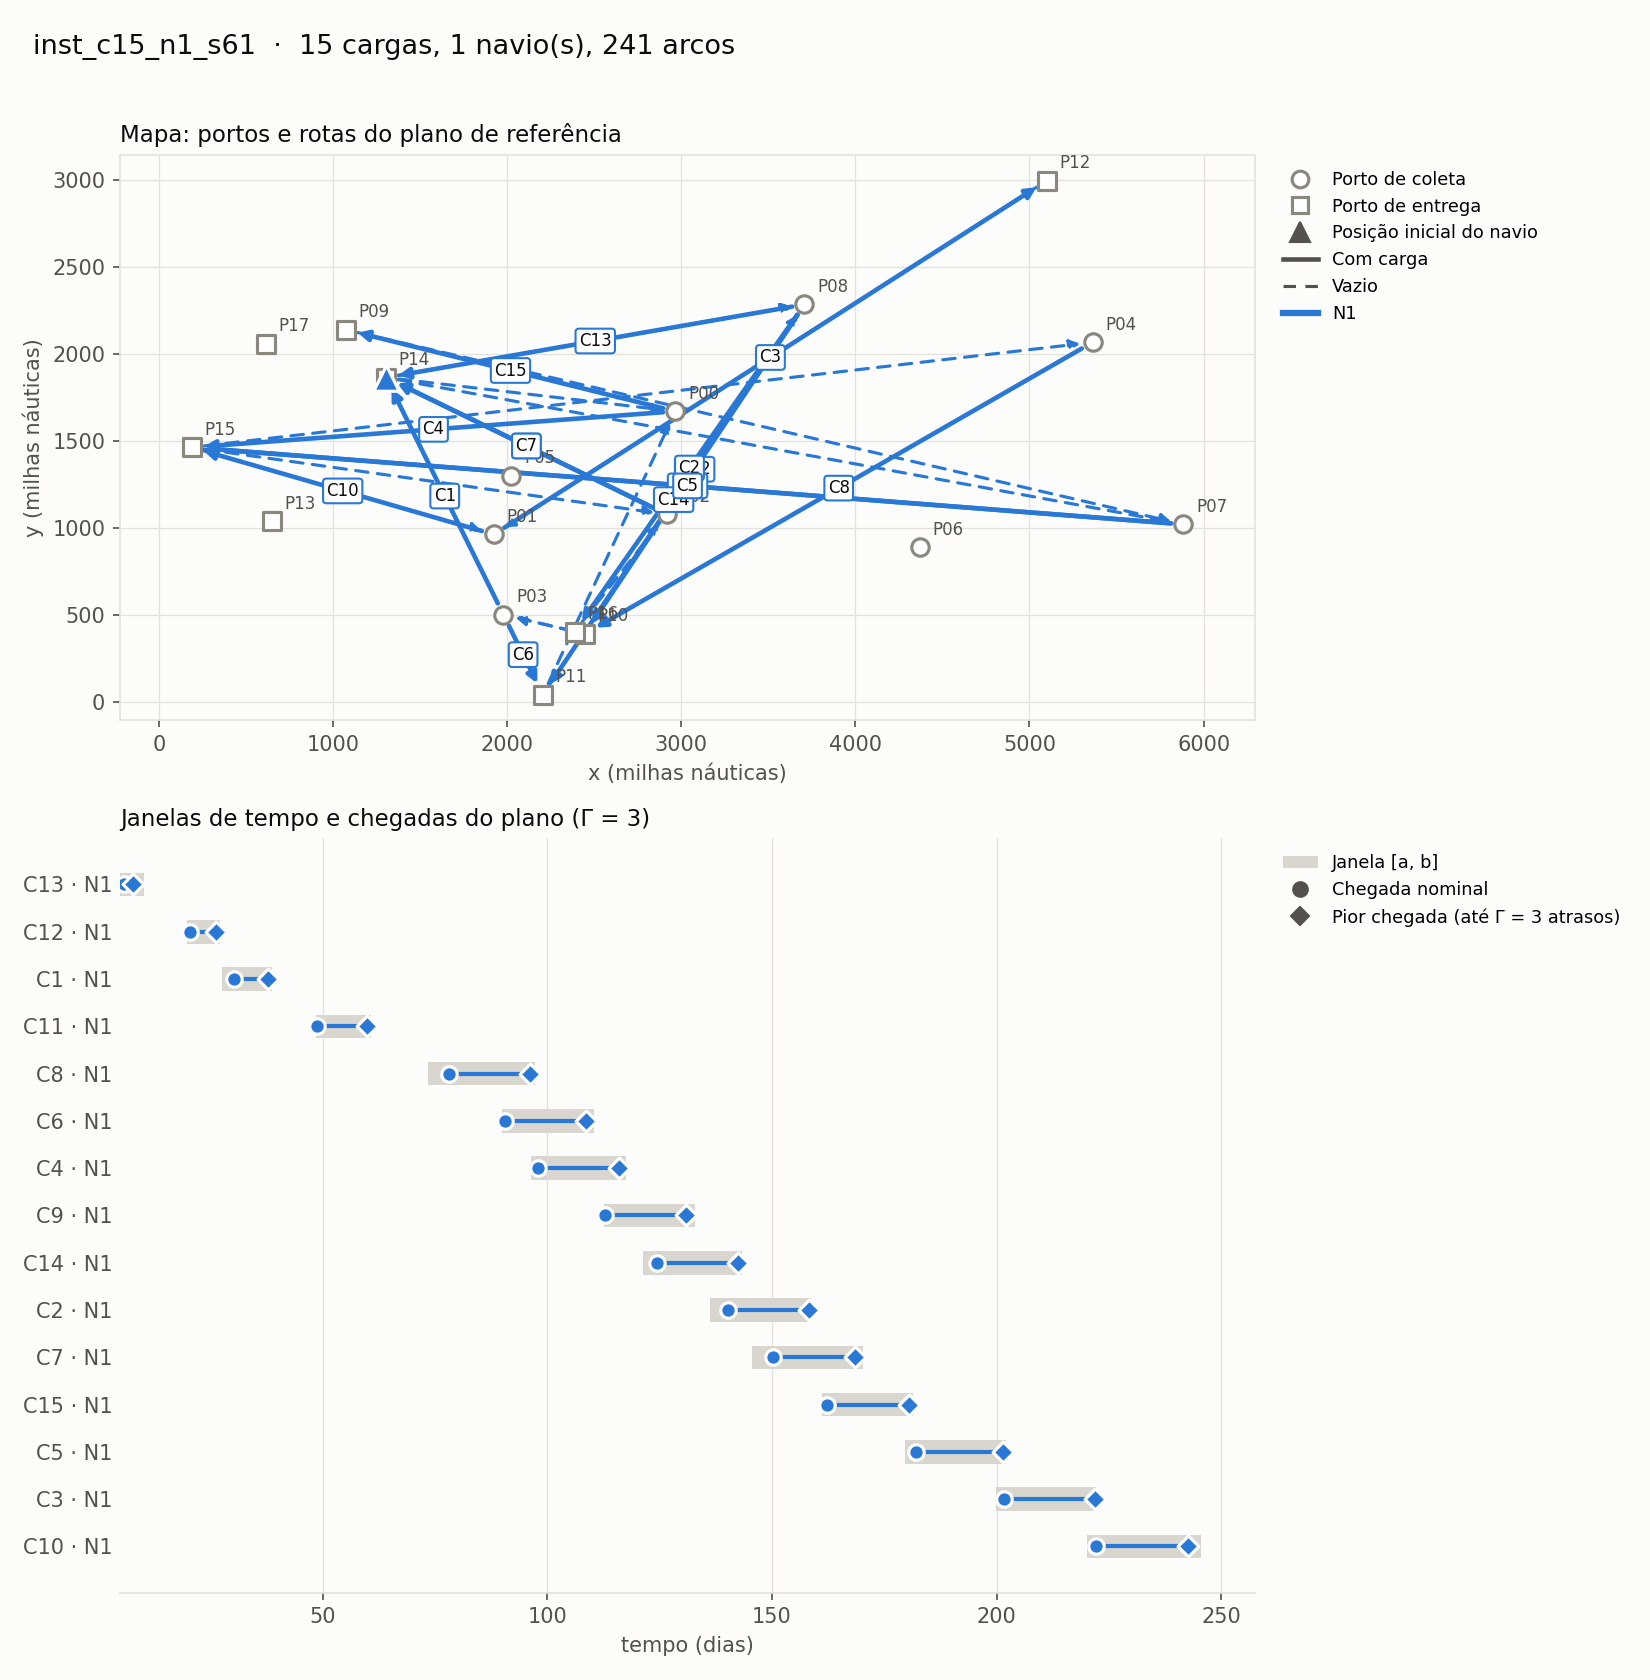 inst_c15_n1_s61 · 15 cargas, 1 navio(s), 241 arcos
Mapa: portos e rotas do plano de referência
y (milhas náuticas)
3000
2500
2000
1500
1000
500
0
0 1000 2000 3000 4000 5000 6000
x (milhas náuticas)
P12
P08
P17
P09
P04
P14
P00
P15
P05
P13
P01
P07
P06
P03
P11
C13
C3
C15
C4
C7
C5
C10
C1
C14
C8
C6
Porto de coleta
Porto de entrega
Posição inicial do navio
Com carga
Vazio
N1
Janelas de tempo e chegadas do plano (Γ = 3)
C13 · N1
C12 · N1
C1 · N1
C11 · N1
C8 · N1
C6 · N1
C4 · N1
C9 · N1
C14 · N1
C2 · N1
C7 · N1
C15 · N1
C5 · N1
C3 · N1
C10 · N1
50 100 150 200 250
tempo (dias)
Janela [a, b]
Chegada nominal
Pior chegada (até Γ = 3 atrasos)